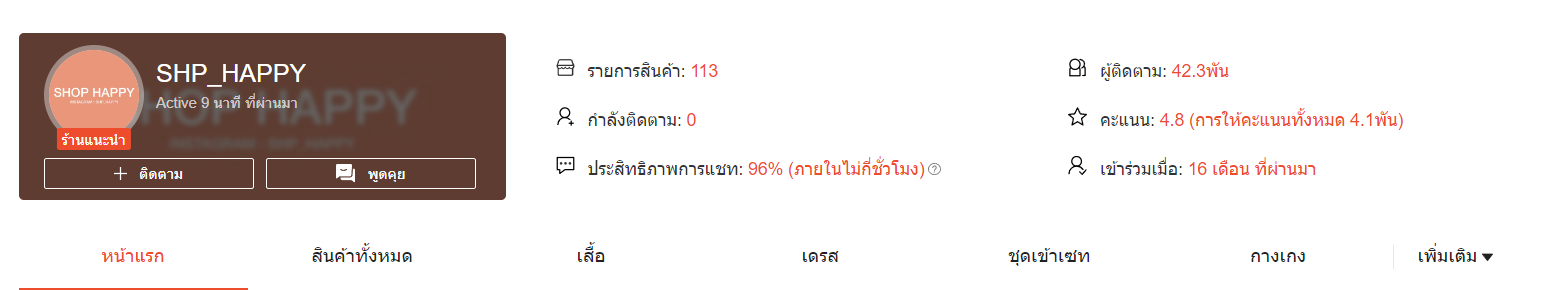 SHOP HAPPY
INSTAGRAM : SHP_HAPPY
SHP_HAPPY
Active 9 นาที ที่ผ่านมา
SHOP HAPPY
INSTAGRAM : SHP_HAPPY
ร้านแนะนำ
ติดตาม
พูดคุย
รายการสินค้า: 113
ผู้ติดตาม: 42.3พัน
กำลังติดตาม: 0
คะแนน: 4.8 (การให้คะแนนทั้งหมด 4.1พัน)
ประสิทธิภาพการแชท: 96% (ภายในไม่กี่ชั่วโมง)
เข้าร่วมเมื่อ: 16 เดือน ที่ผ่านมา
หน้าแรก
สินค้าทั้งหมด
เสื้อ
เดรส
ชุดเข้าเซท
กางเกง
เพิ่มเติม